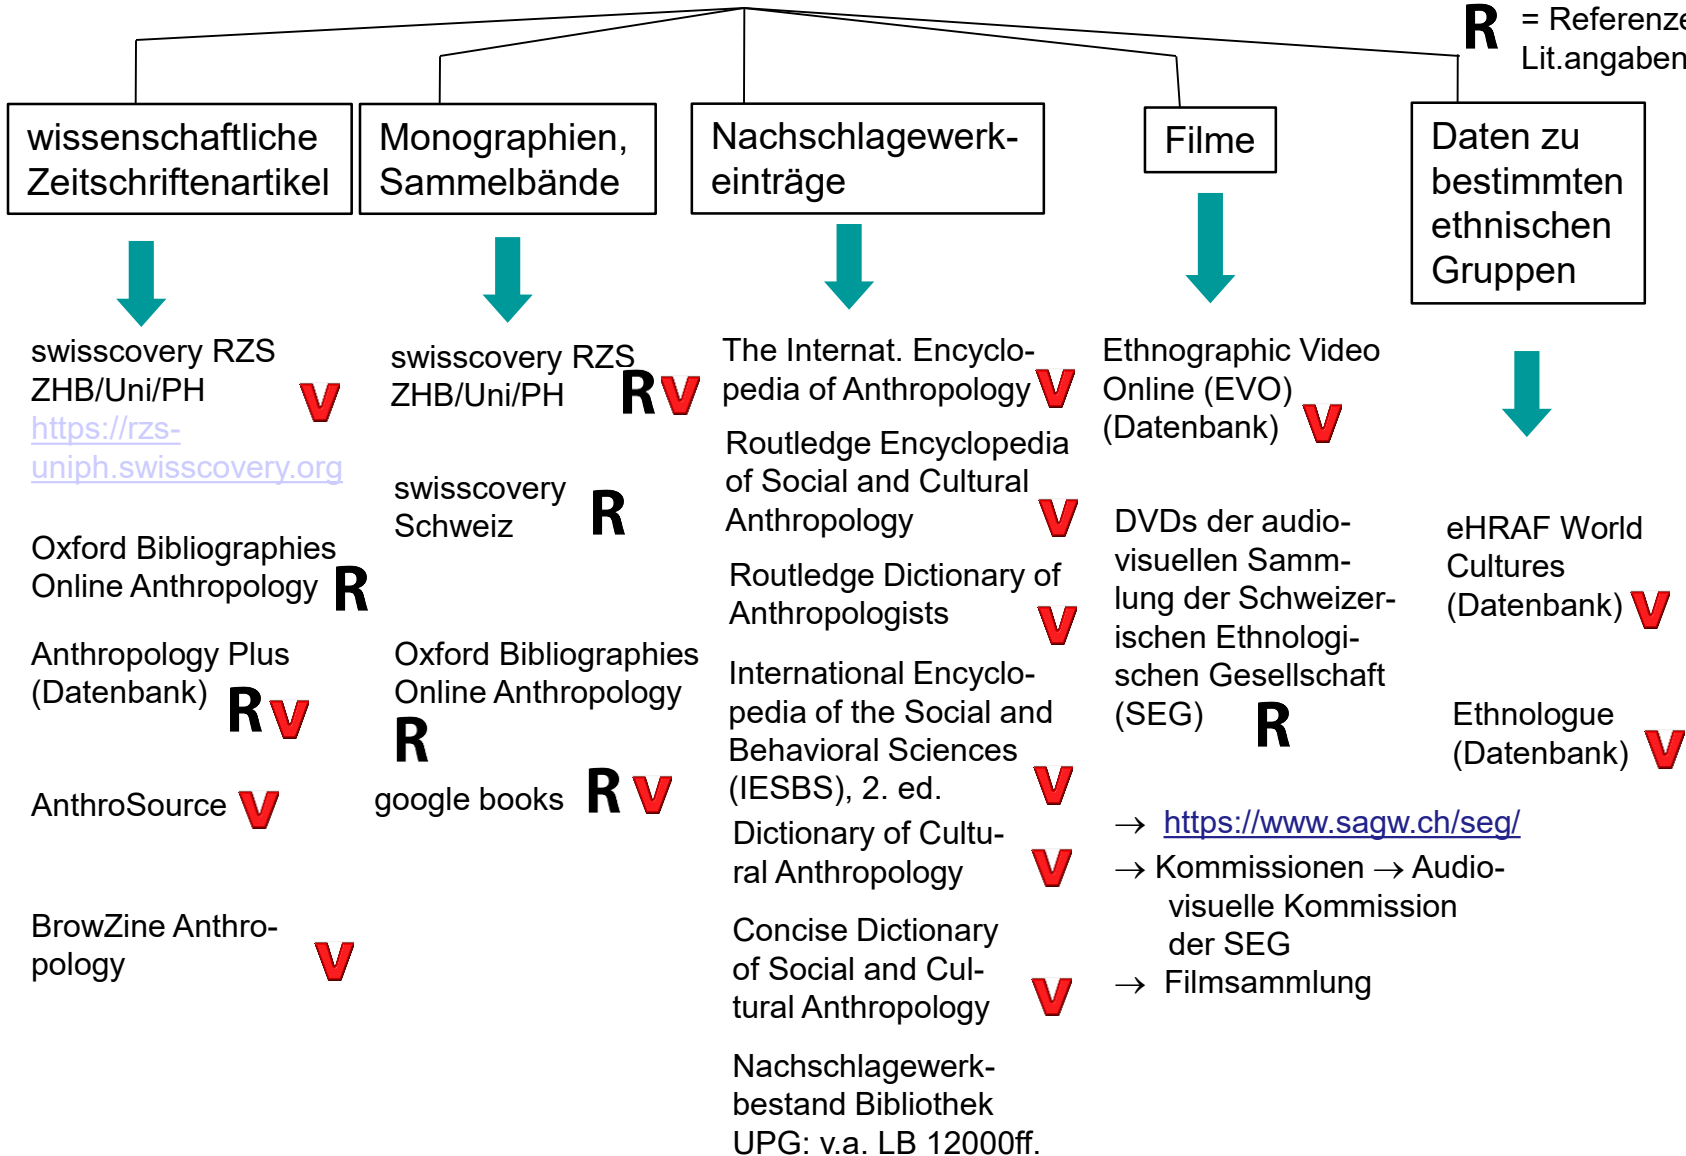 R = Referenze
Lit.angaben
wissenschaftliche
Zeitschriftenartikel
Monographien,
Sammelbände
Nachschlagewerk-
einträge
Filme
Daten zu
bestimmten
ethnischen
Gruppen
swisscovery RZS
ZHB/Uni/PH V
https://rzs-
uniph.swisscovery.org
Oxford Bibliographies
Online Anthropology R
Anthropology Plus
(Datenbank) R V
AnthroSource V
BrowZine Anthro-
pology V
swisscovery RZS
ZHB/Uni/PH R V
swisscovery
Schweiz R
Oxford Bibliographies
Online Anthropology
R
google books R V
The Internat. Encyclo-
pedia of Anthropology V
Routledge Encyclopedia
of Social and Cultural
Anthropology V
Routledge Dictionary of
Anthropologists V
International Encyclo-
pedia of the Social and
Behavioral Sciences
(IESBS), 2. ed. V
Dictionary of Cultu-
ral Anthropology V
Concise Dictionary
of Social and Cul-
tural Anthropology V
Nachschlagewerk-
bestand Bibliothek
UPG: v.a. LB 12000ff.
Ethnographic Video
Online (EVO)
(Datenbank) V
DVDs der audio-
visuellen Samm-
lung der Schweizer-
ischen Ethnologi-
schen Gesellschaft
(SEG) R
→ https://www.sagw.ch/seg/
→ Kommissionen → Audio-
visuelle Kommission
der SEG
→ Filmsammlung
eHRAF World
Cultures
(Datenbank) V
Ethnologue
(Datenbank) V